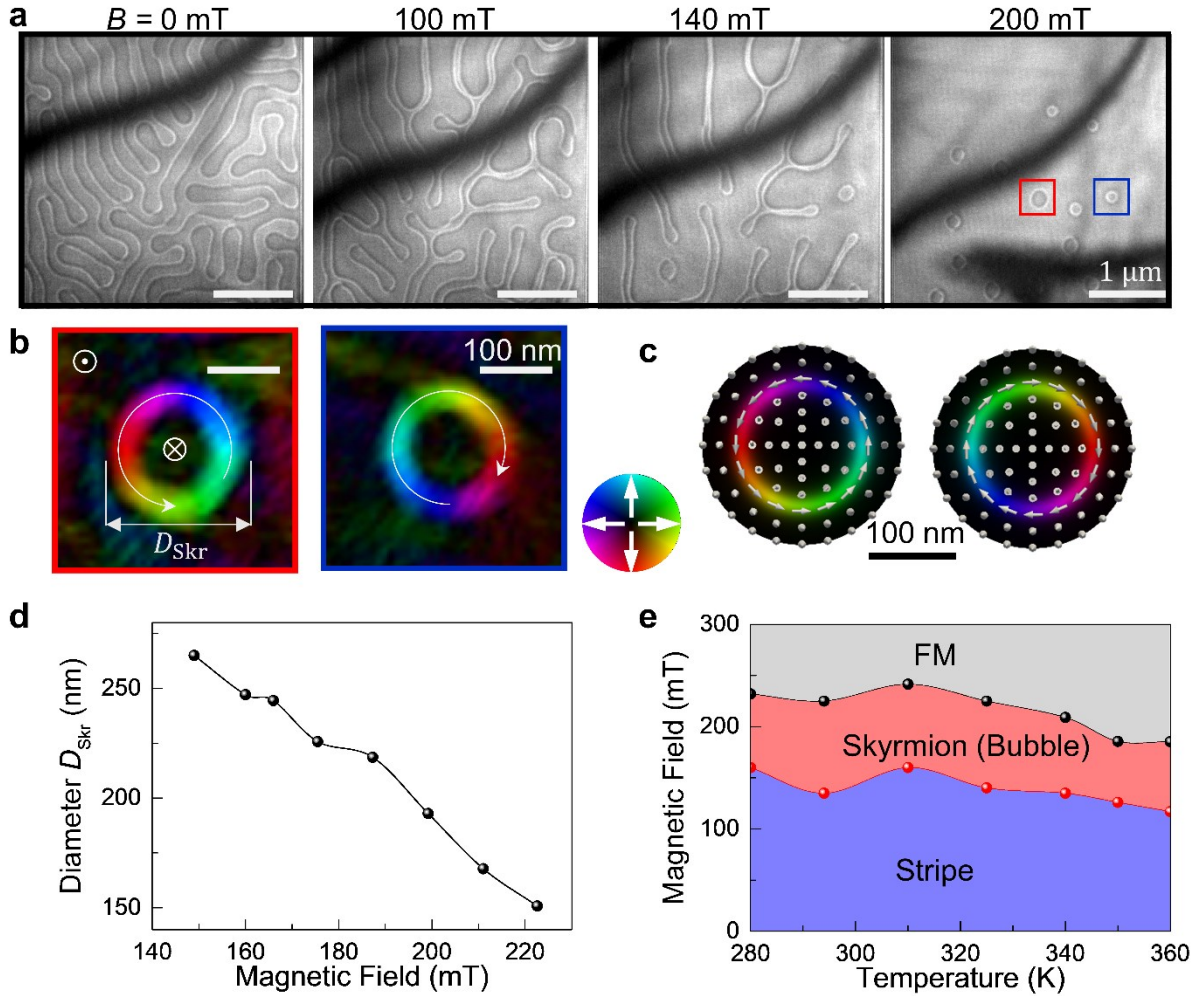 a
B = 0 mT 100 mT 140 mT 200 mT
1 μm
b
100 nm
D_Skr
c
100 nm
d
Diameter D_Skr (nm)
250
200
150
140 160 180 200 220
Magnetic Field (mT)
e
Magnetic Field (mT)
300
200
100
0
FM
Skyrmion (Bubble)
Stripe
280 300 320 340 360
Temperature (K)